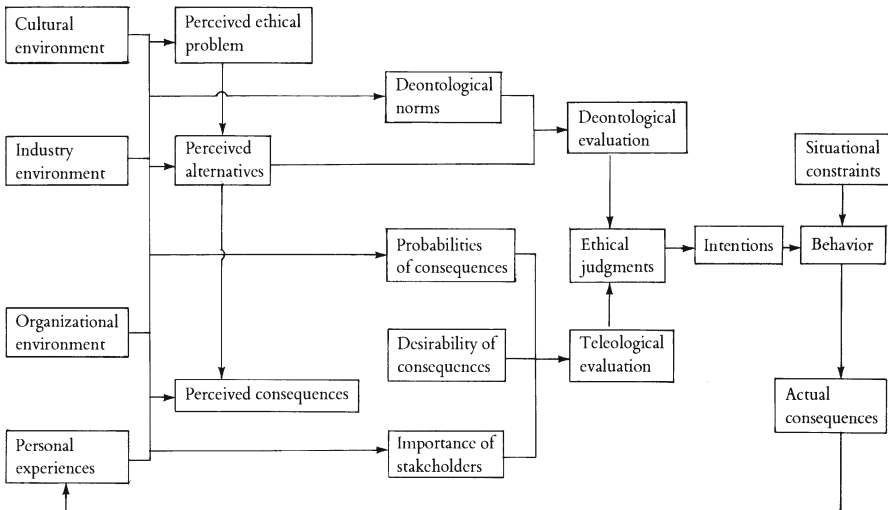 Cultural
environment
Perceived ethical
problem
Deontological
norms
Deontological
evaluation
Industry
environment
Perceived
alternatives
Situational
constraints
Probabilities
of consequences
Ethical
judgments
Intentions
Behavior
Organizational
environment
Desirability of
consequences
Teleological
evaluation
Perceived consequences
Actual
consequences
Personal
experiences
Importance of
stakeholders